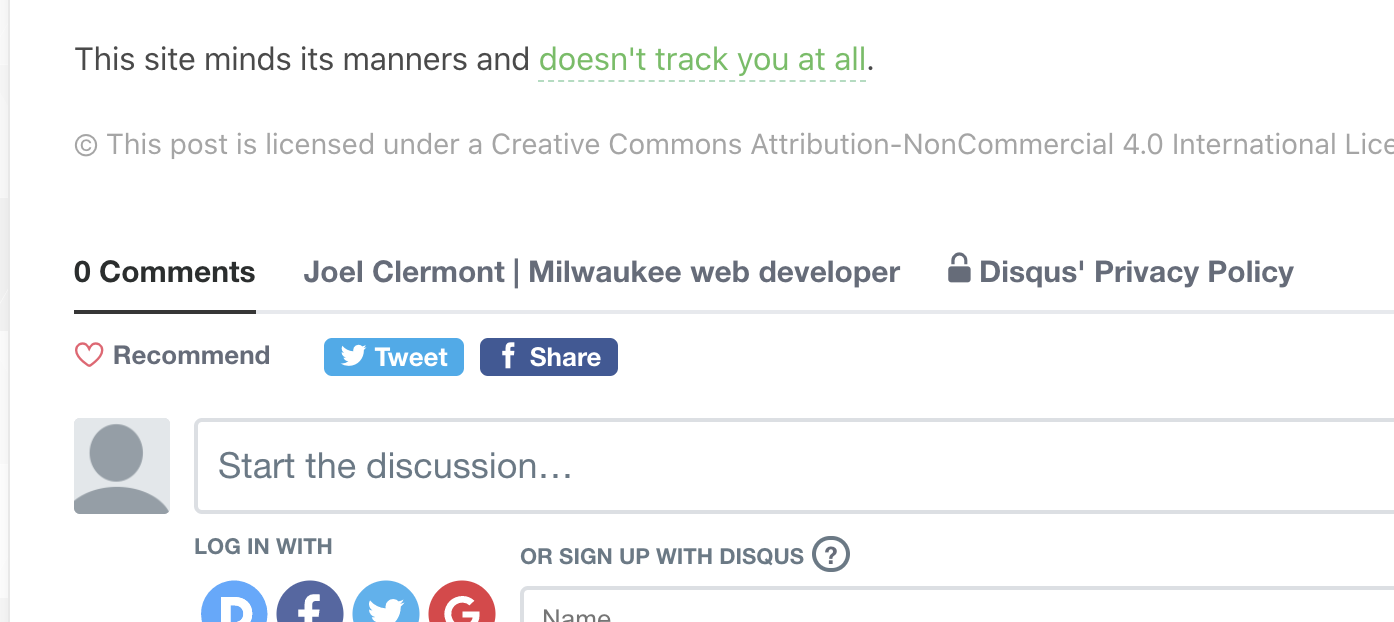 This site minds its manners and doesn't track you at all.
© This post is licensed under a Creative Commons Attribution-NonCommercial 4.0 International Lice
0 Comments Joel Clermont | Milwaukee web developer Disqus' Privacy Policy
Recommend Tweet f Share
Start the discussion…
LOG IN WITH
OR SIGN UP WITH DISQUS ?
D f G
Name